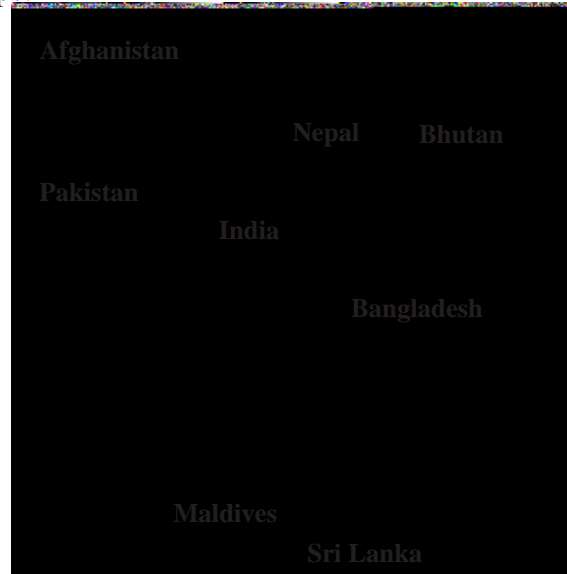 Afghanistan
Nepal Bhutan
Pakistan
India
Bangladesh
Maldives
Sri Lanka